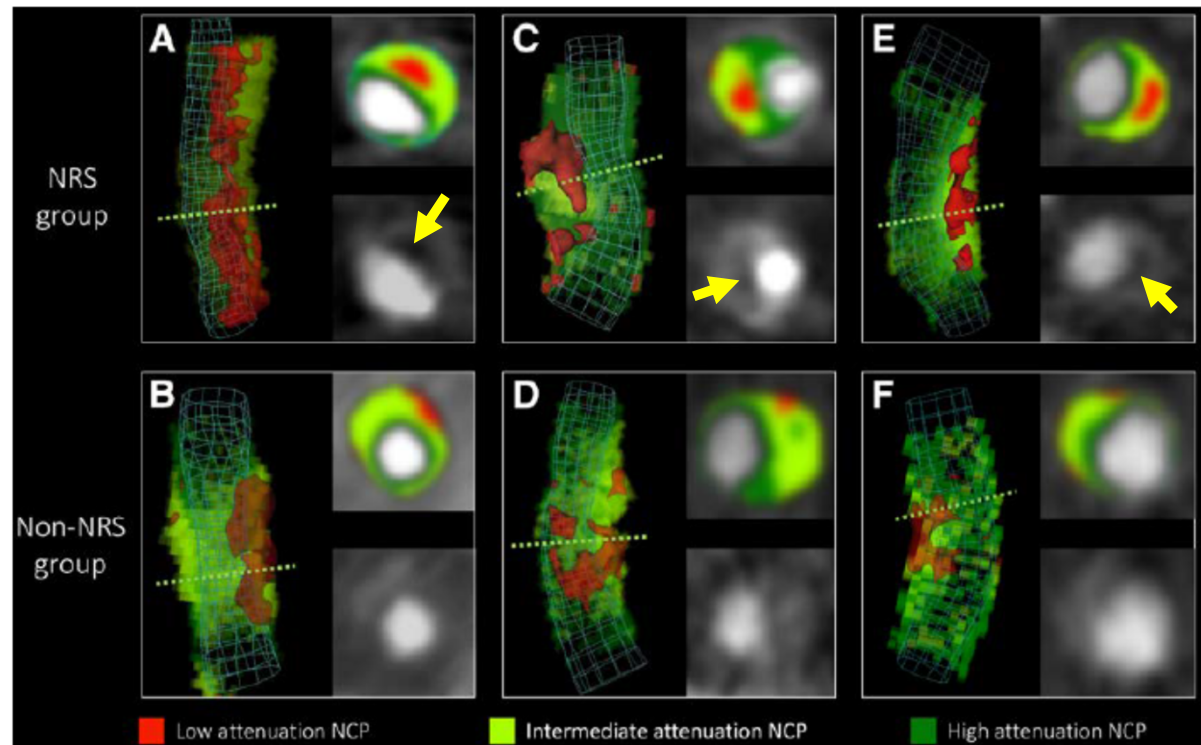 A
C
E
NRS
group
B
D
F
Non-NRS
group
Low attenuation NCP
Intermediate attenuation NCP
High attenuation NCP